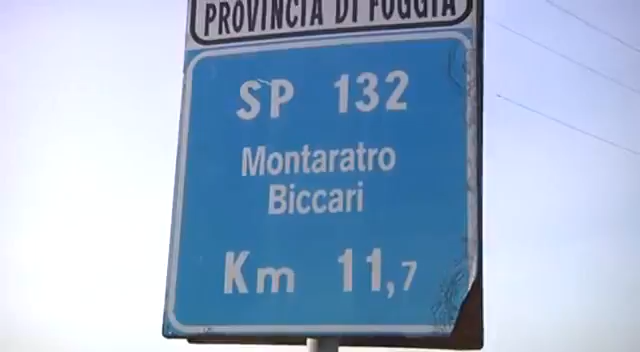 PROVINCIA DI FOGGIA
SP 132
Montaratro
Biccari
Km 11,7